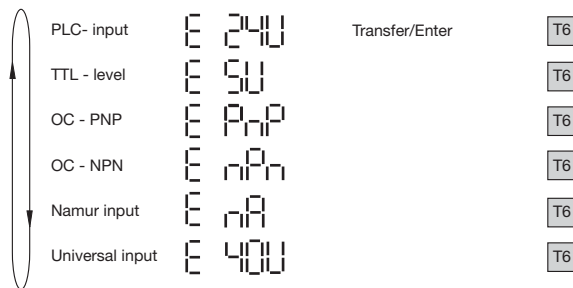 PLC- input E 24U Transfer/Enter T6
TTL - level E 5U T6
OC - PNP E PnP T6
OC - NPN E nPn T6
Namur input E nA T6
Universal input E 40U T6